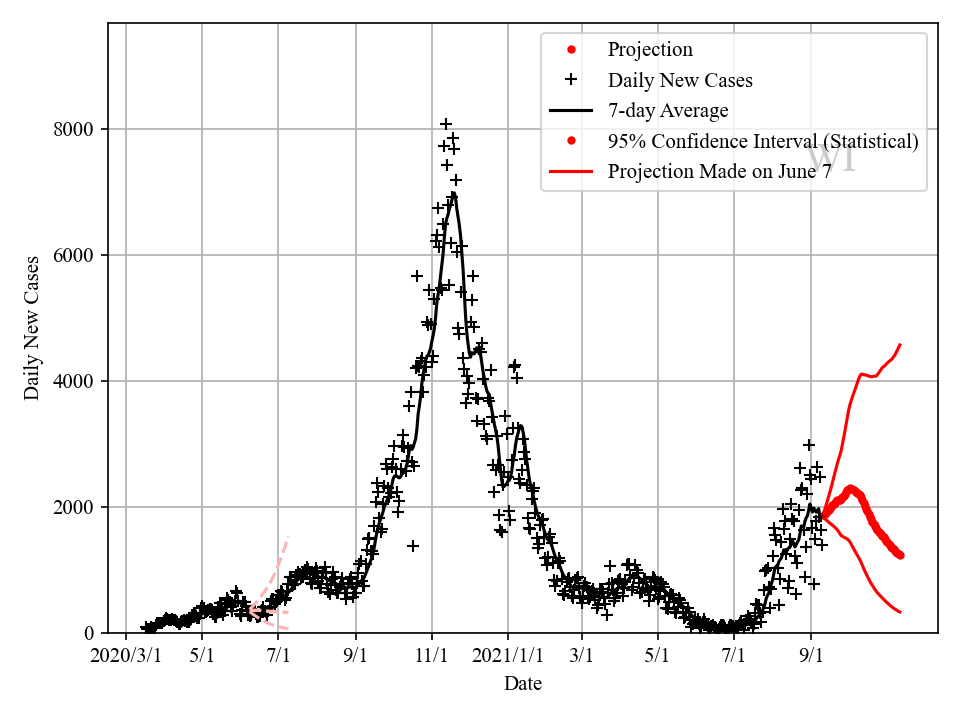 Projection
Daily New Cases
7-day Average
95% Confidence Interval (Statistical)
Projection Made on June 7
WI
8000
6000
4000
2000
0
Daily New Cases
2020/3/1 5/1 7/1 9/1 11/1 2021/1/1 3/1 5/1 7/1 9/1
Date